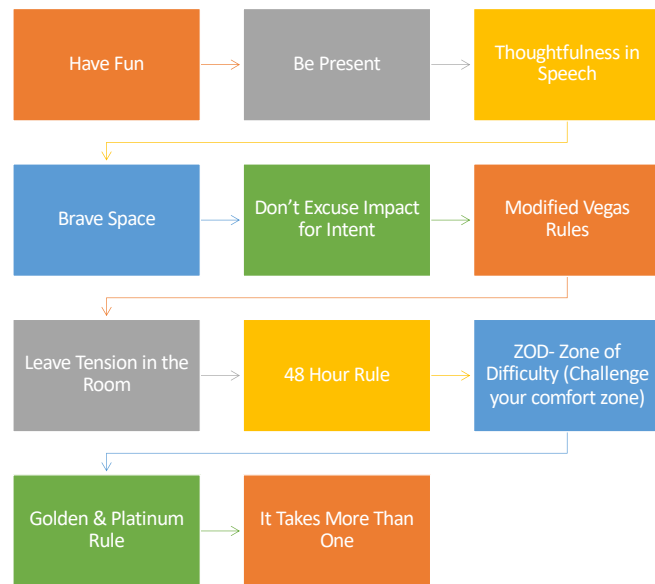 Have Fun
Be Present
Thoughtfulness in
Speech
Brave Space
Don’t Excuse Impact
for Intent
Modified Vegas
Rules
Leave Tension in the
Room
48 Hour Rule
ZOD- Zone of
Difficulty (Challenge
your comfort zone)
Golden & Platinum
Rule
It Takes More Than
One